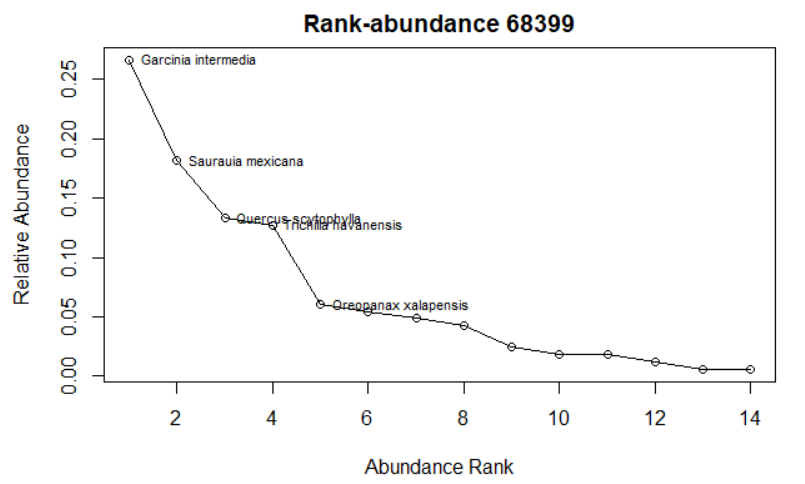 Rank-abundance 68399
Relative Abundance
0.25
0.20
0.15
0.10
0.05
0.00
Garcinia intermedia
Saurauia mexicana
Quercus scytophylla
Trichilia havanensis
Oreopanax xalapensis
2 4 6 8 10 12 14
Abundance Rank